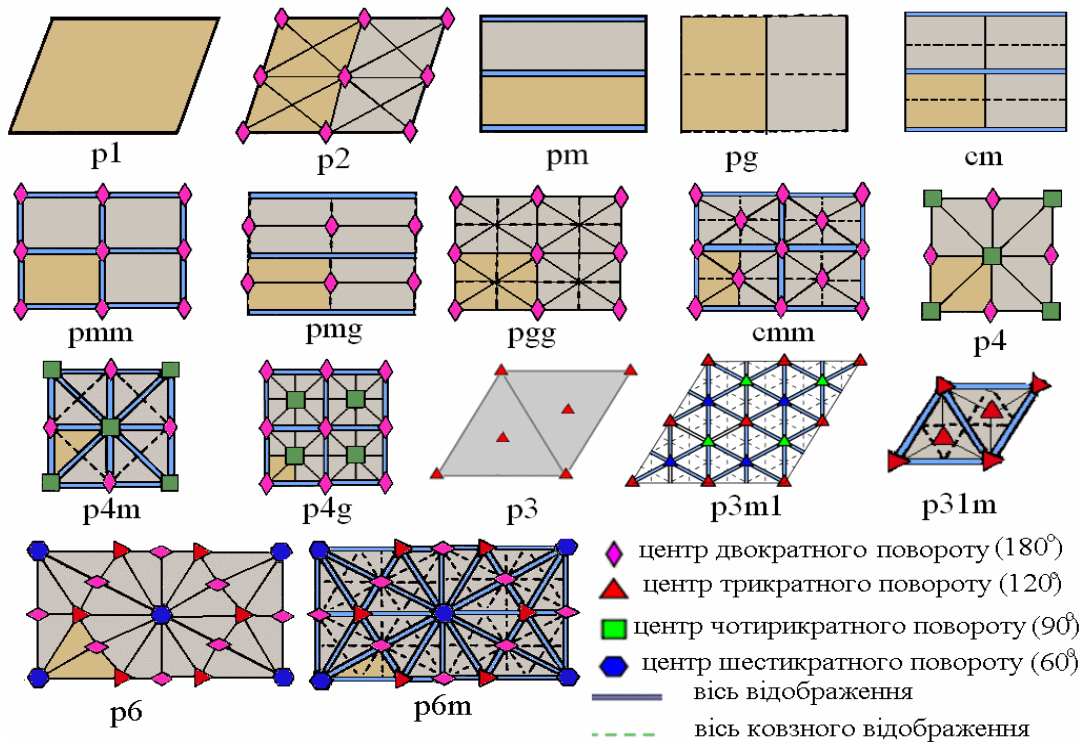 p1
p2
pm
pg
cm
pmm
pmg
pgg
cmm
p4
p4m
p4g
p3
p3m1
p31m
p6
p6m
центр двократного повороту (180°)
центр трикратного повороту (120°)
центр чотирикратного повороту (90°)
центр шестикратного повороту (60°)
вісь відображення
вісь ковзного відображення